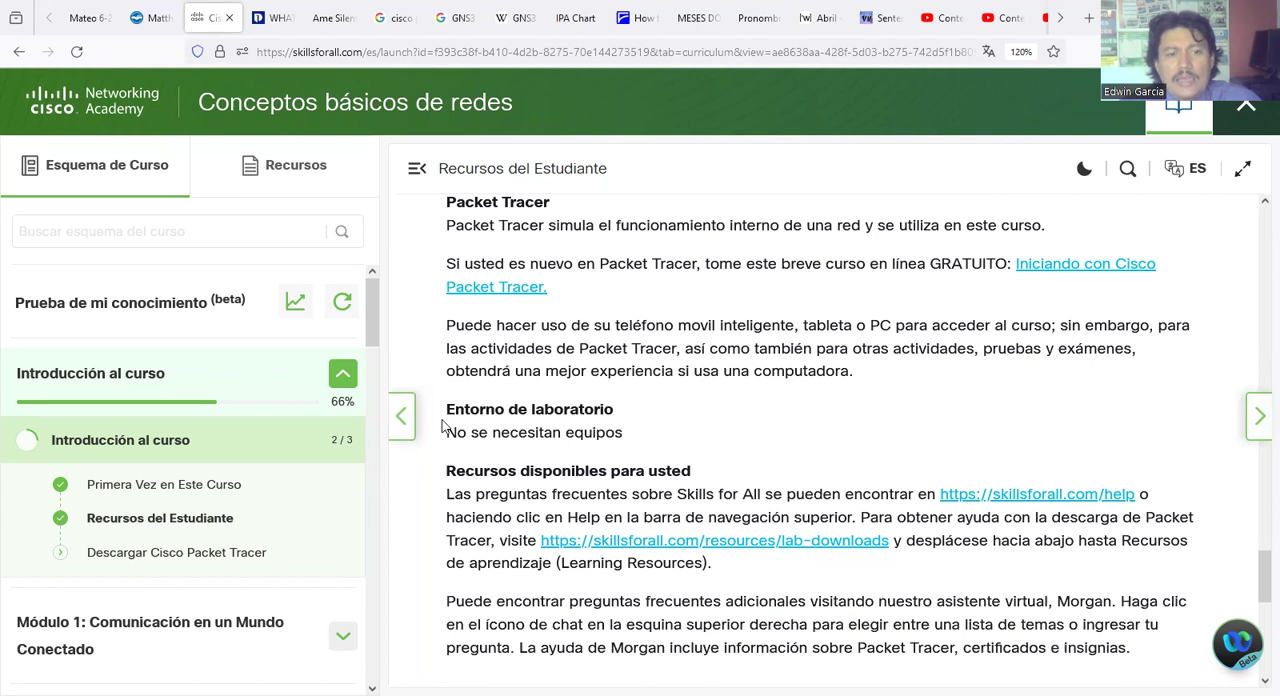 Mateo 6-2
Matth
Cis
WHA
Ame Silen
cisco
GNS3
GNS3
IPA Chart
How t
MESES DO
Pronomb
Abril
Sente
Conte
Conte
https://skillsforall.com/es/launch?id=f393c38f-b410-4d2b-8275-70e144273519&tab=curriculum&view=ae8638aa-428f-5d03-b275-742d5f1b80
120%
Edwin Garcia
Networking
CISCO Academy
Conceptos básicos de redes
Esquema de Curso
Recursos
Recursos del Estudiante
ES
Buscar esquema del curso
Prueba de mi conocimiento (beta)
Introducción al curso
66%
Introducción al curso
2 / 3
Primera Vez en Este Curso
Recursos del Estudiante
Descargar Cisco Packet Tracer
Módulo 1: Comunicación en un Mundo
Conectado
Packet Tracer
Packet Tracer simula el funcionamiento interno de una red y se utiliza en este curso.
Si usted es nuevo en Packet Tracer, tome este breve curso en línea GRATUITO: Iniciando con Cisco
Packet Tracer.
Puede hacer uso de su teléfono movil inteligente, tableta o PC para acceder al curso; sin embargo, para
las actividades de Packet Tracer, así como también para otras actividades, pruebas y exámenes,
obtendrá una mejor experiencia si usa una computadora.
Entorno de laboratorio
No se necesitan equipos
Recursos disponibles para usted
Las preguntas frecuentes sobre Skills for All se pueden encontrar en https://skillsforall.com/help o
haciendo clic en Help en la barra de navegación superior. Para obtener ayuda con la descarga de Packet
Tracer, visite https://skillsforall.com/resources/lab-downloads y desplácese hacia abajo hasta Recursos
de aprendizaje (Learning Resources).
Puede encontrar preguntas frecuentes adicionales visitando nuestro asistente virtual, Morgan. Haga clic
en el ícono de chat en la esquina superior derecha para elegir entre una lista de temas o ingresar tu
pregunta. La ayuda de Morgan incluye información sobre Packet Tracer, certificados e insignias.
Beta